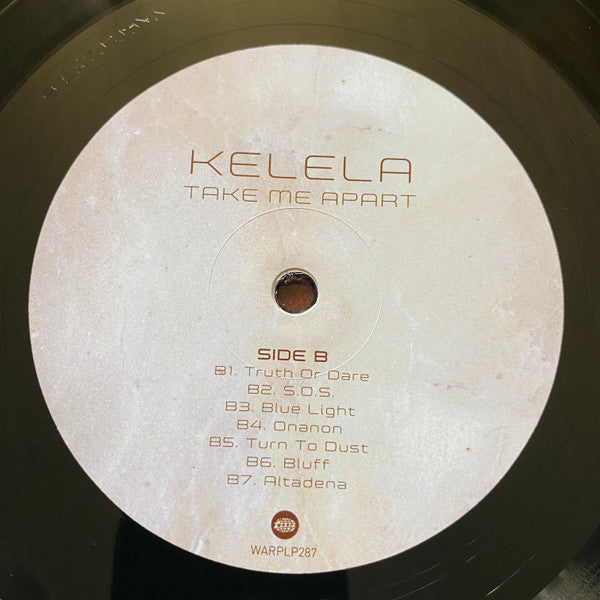 KELELA
TAKE ME APART
SIDE B
B1. Truth Or Dare
B2. S.O.S.
B3. Blue Light
B4. Onanon
B5. Turn To Dust
B6. Bluff
B7. Altadena
WARPLP287